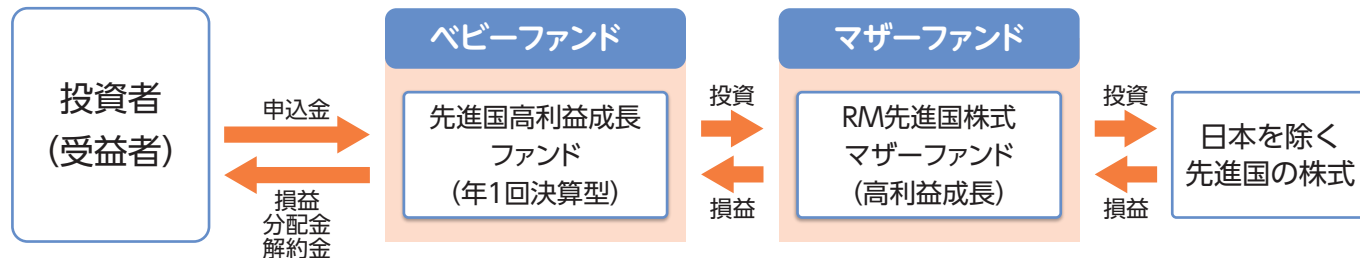 投資者
（受益者）
申込金
損益
分配金
解約金
ベビーファンド
先進国高利益成長
ファンド
（年1回決算型）
投資
損益
マザーファンド
RM先進国株式
マザーファンド
（高利益成長）
投資
損益
日本を除く
先進国の株式